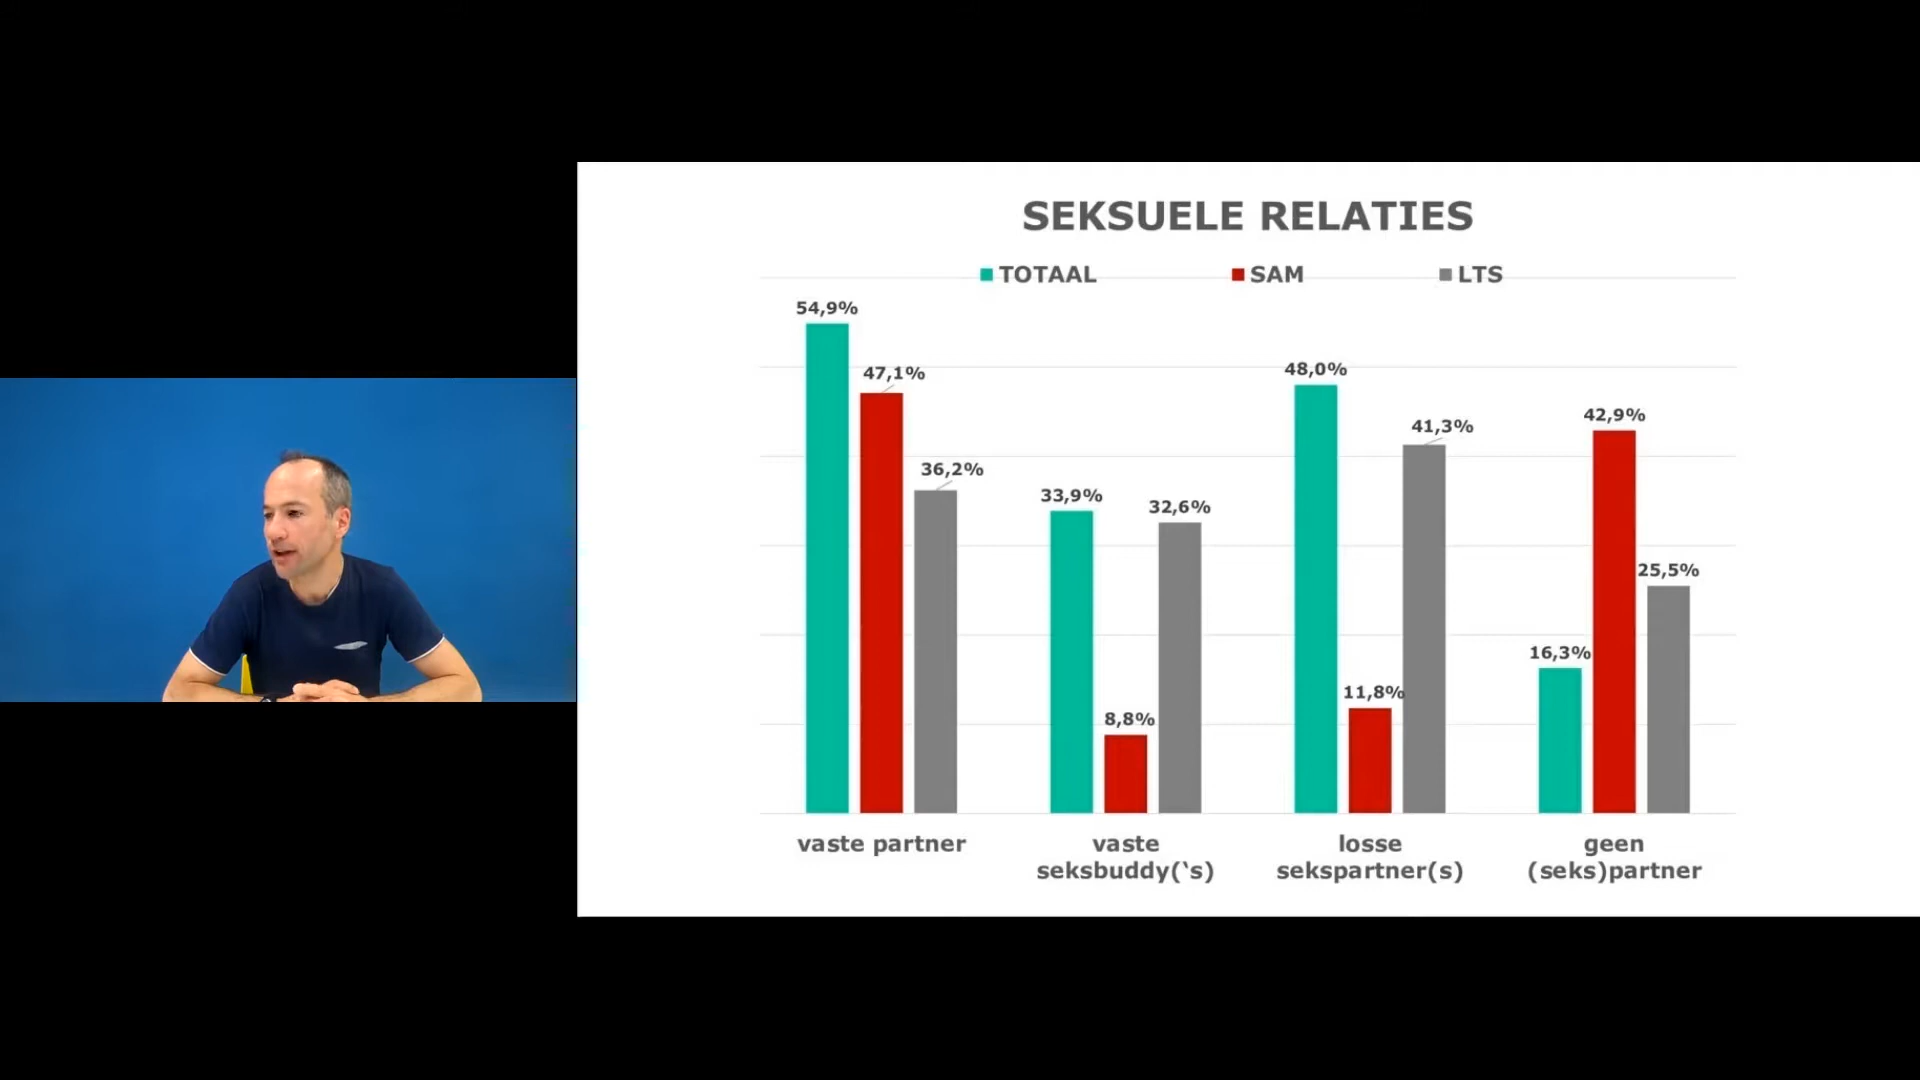 SEKSUELE RELATIES
TOTAAL SAM LTS
54,9%
47,1%
36,2%
33,9%
8,8%
32,6%
48,0%
11,8%
41,3%
16,3%
42,9%
25,5%
vaste partner
vaste
seksbuddy(‘s)
losse
sekspartner(s)
geen
(seks)partner